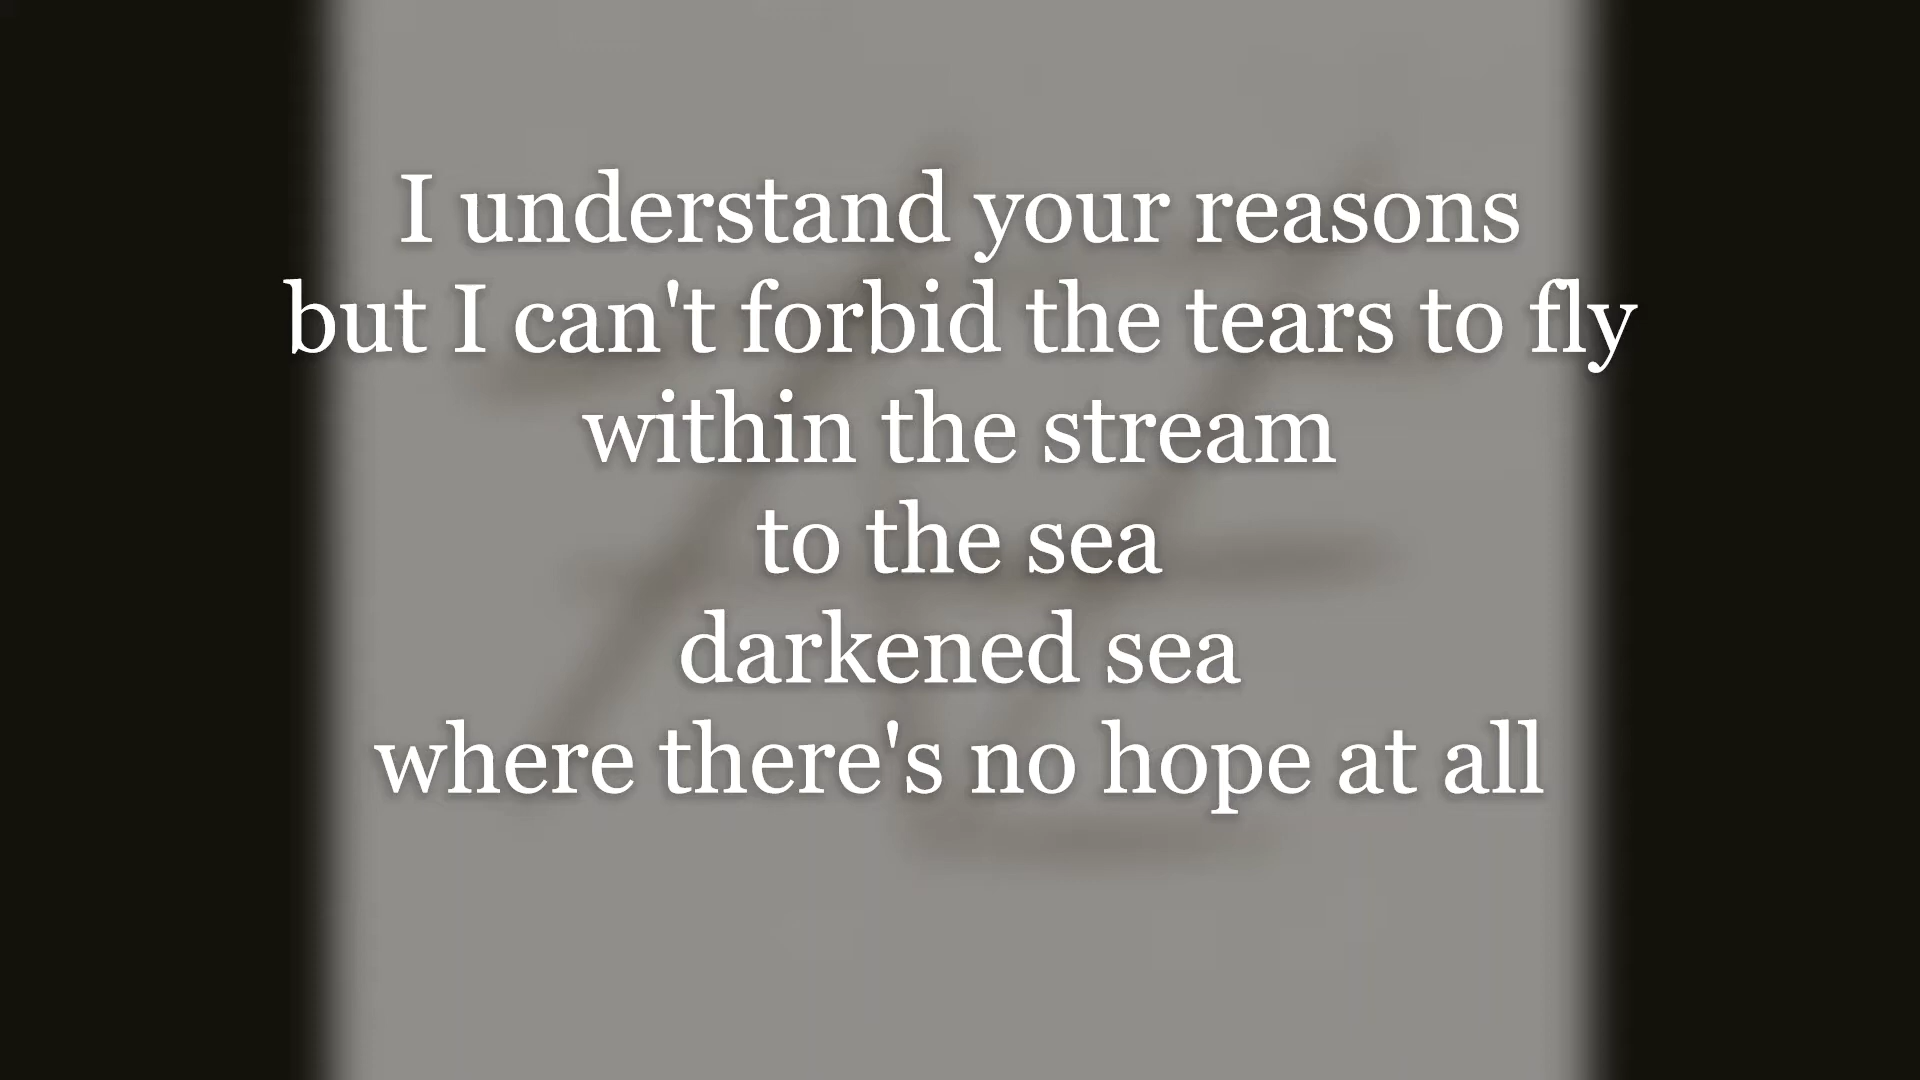 I understand your reasons
but I can't forbid the tears to fly
within the stream
to the sea
darkened sea
where there's no hope at all